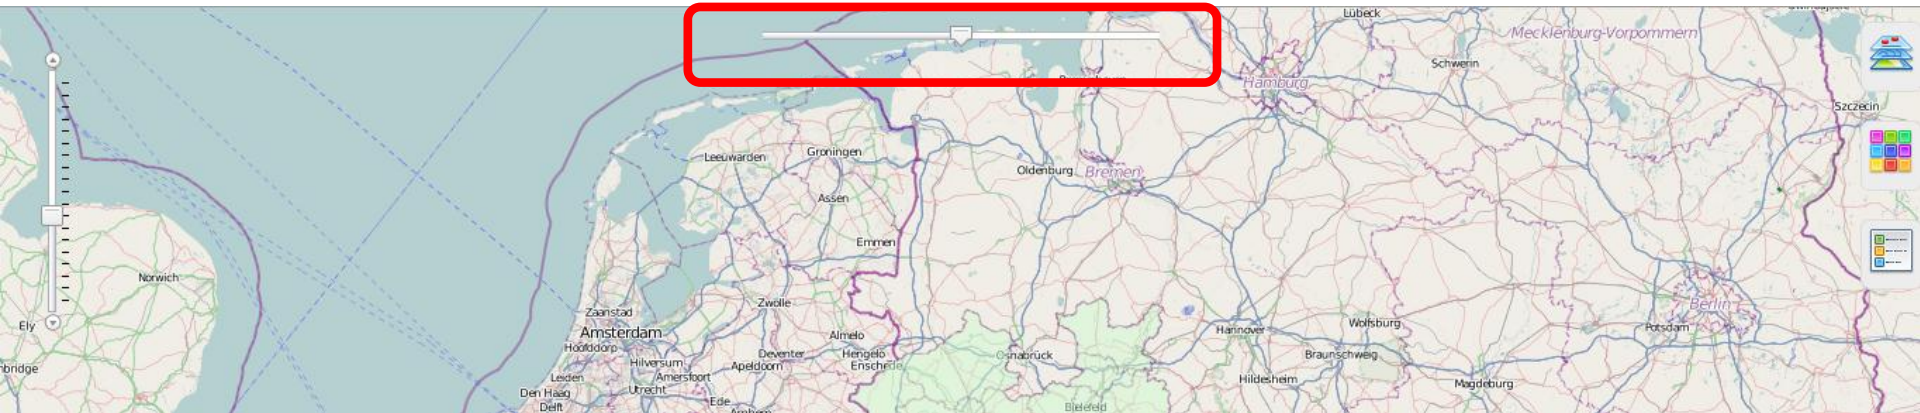 Lübeck
Mecklenburg-Vorpommern
Schwerin
Hamburg
Szczecin
Leeuwarden
Groningen
Oldenburg
Bremen
Assen
Emmen
Norwich
Zwolle
Berlin
Zaanstad
Ely
Amsterdam
Almelo
Hannover
Wolfsburg
Potsdam
Hoofddorp
Hilversum
Deventer
Hengelo
Osnabrück
Braunschweig
Apeldoorn
Enschede
nbridge
Leiden
Amersfoort
Hildesheim
Magdeburg
Den Haag
Utrecht
Delft
Ede
Bielefeld